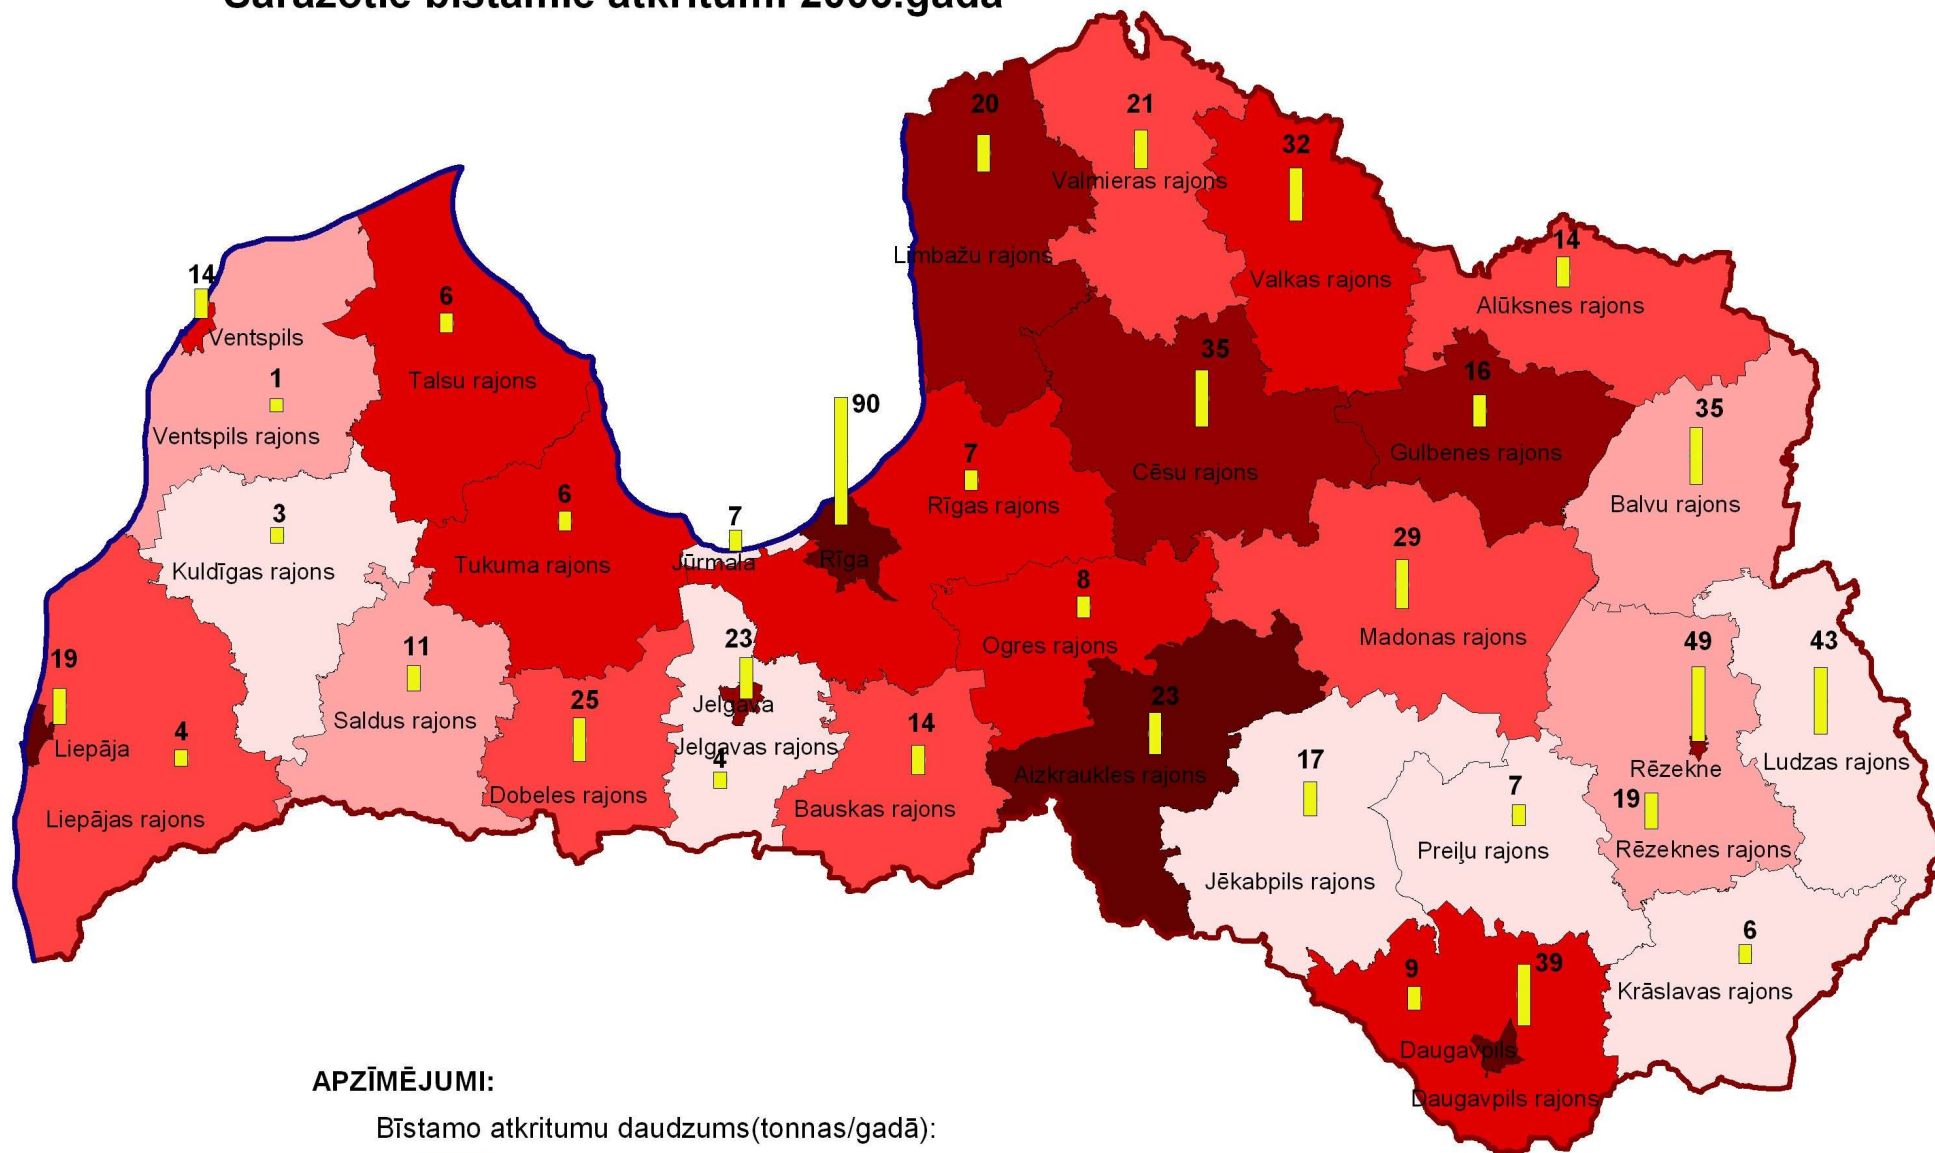 20
21
Valmieras rajons
32
14
Alūksnes rajons
Limbažu rajons
Valkas rajons
14
Ventspils
6
Talsu rajons
1
Ventspils rajons
35
Cēsu rajons
16
Gulbenes rajons
35
Balvu rajons
90
Rīga
7
Rīgas rajons
3
Kuldīgas rajons
6
Tukuma rajons
7
Jūrmala
29
Madonas rajons
8
Ogres rajons
49
Rēzekne
43
Ludzas rajons
19
Liepāja
4
Liepājas rajons
11
Saldus rajons
25
Dobeles rajons
23
Jelgava
Jelgavas rajons
4
14
Bauskas rajons
23
Aizkraukles rajons
17
Jēkabpils rajons
7
Preiļu rajons
19
Rēzeknes rajons
6
Krāslavas rajons
9
39
Daugavpils
Daugavpils rajons
APZĪMĒJUMI:
Bīstamo atkritumu daudzums(tonnas/gadā):